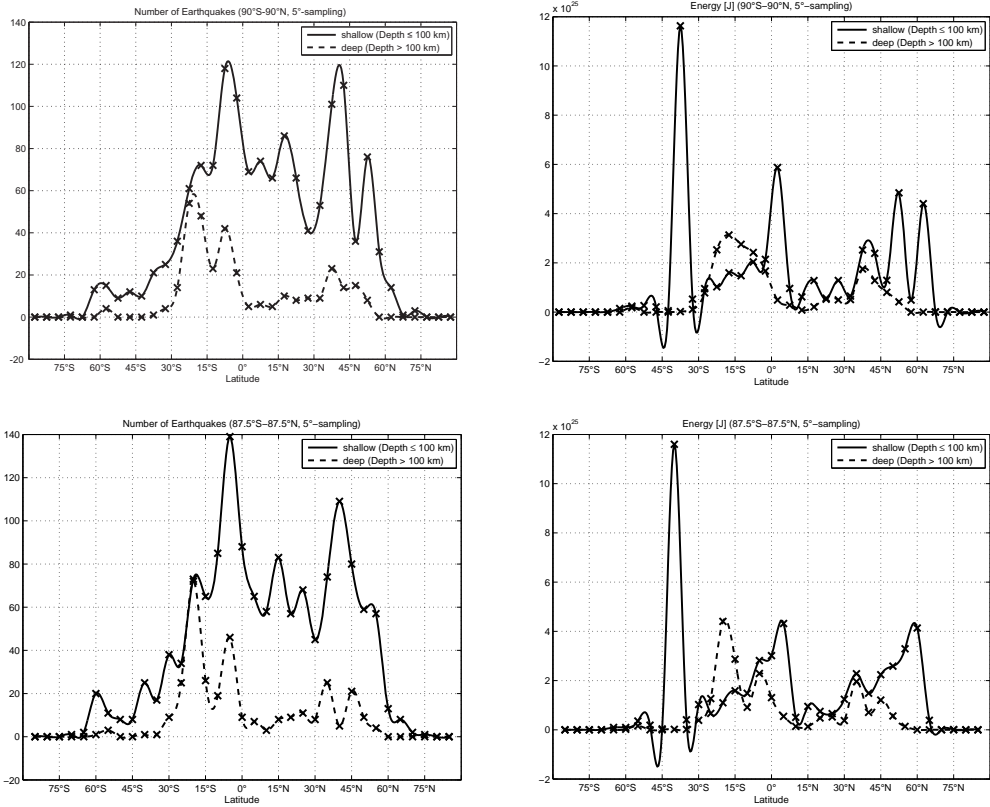 Number of Earthquakes (90°S-90°N, 5°-sampling)
140
120
100
80
60
40
20
0
-20
shallow (Depth ≤ 100 km)
deep (Depth > 100 km)
75°S 60°S 45°S 30°S 15°S 0° 15°N 30°N 45°N 60°N 75°N
Latitude
Energy [J] (90°S−90°N, 5°−sampling)
x 10^25
12
10
8
6
4
2
0
−2
shallow (Depth ≤ 100 km)
deep (Depth > 100 km)
75°S 60°S 45°S 30°S 15°S 0° 15°N 30°N 45°N 60°N 75°N
Latitude
Number of Earthquakes (87.5°S−87.5°N, 5°−sampling)
140
120
100
80
60
40
20
0
−20
shallow (Depth ≤ 100 km)
deep (Depth > 100 km)
75°S 60°S 45°S 30°S 15°S 0° 15°N 30°N 45°N 60°N 75°N
Latitude
Energy [J] (87.5°S−87.5°N, 5°−sampling)
x 10^25
12
10
8
6
4
2
0
−2
shallow (Depth ≤ 100 km)
deep (Depth > 100 km)
75°S 60°S 45°S 30°S 15°S 0° 15°N 30°N 45°N 60°N 75°N
Latitude